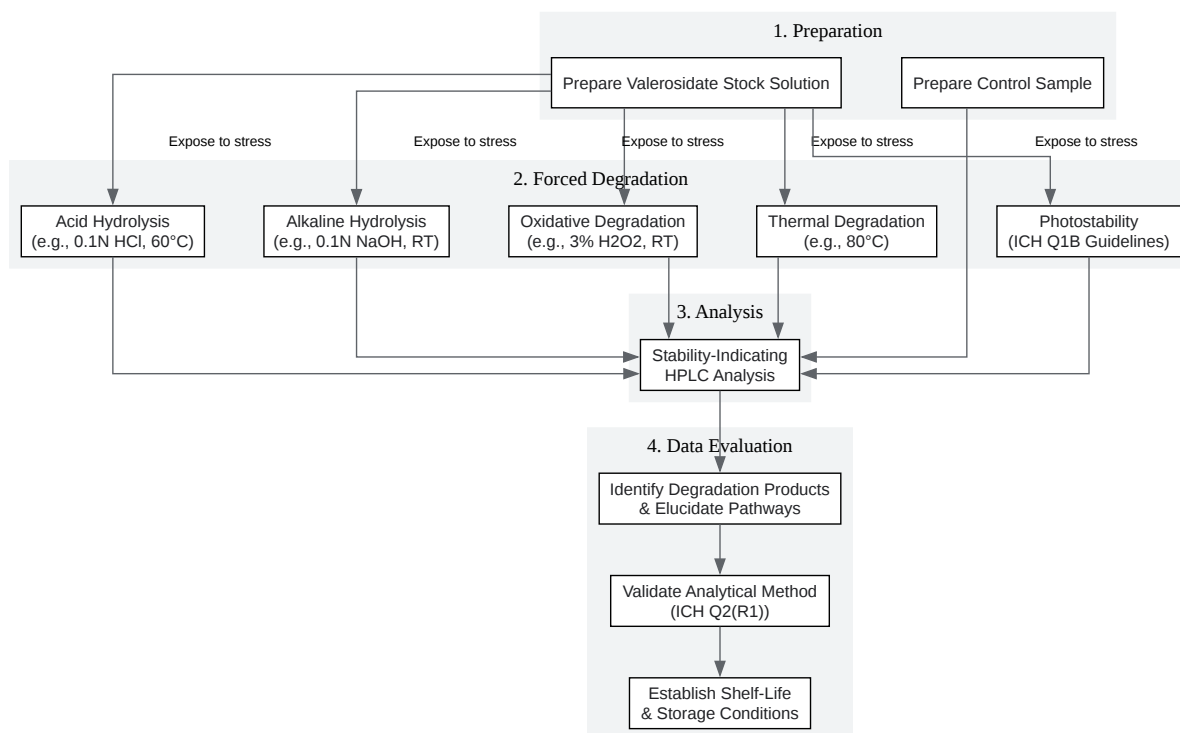 1. Preparation
Prepare Valerosidate Stock Solution
Prepare Control Sample
Expose to stress
Expose to stress
Expose to stress
Expose to stress
Expose to stress
2. Forced Degradation
Acid Hydrolysis
(e.g., 0.1N HCl, 60°C)
Alkaline Hydrolysis
(e.g., 0.1N NaOH, RT)
Oxidative Degradation
(e.g., 3% H2O2, RT)
Thermal Degradation
(e.g., 80°C)
Photostability
(ICH Q1B Guidelines)
3. Analysis
Stability-Indicating
HPLC Analysis
4. Data Evaluation
Identify Degradation Products
& Elucidate Pathways
Validate Analytical Method
(ICH Q2(R1))
Establish Shelf-Life
& Storage Conditions